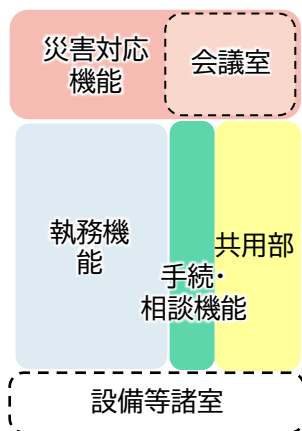 災害対応
機能
会議室
執務機
能
共用部
手続・
相談機能
設備等諸室